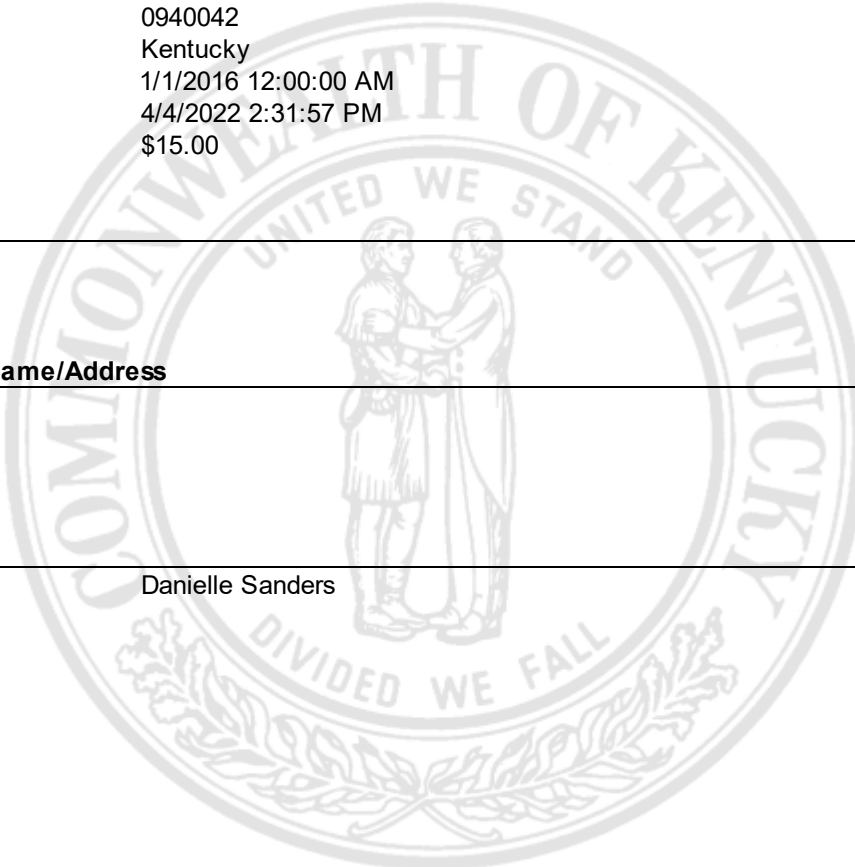 0940042
Kentucky
1/1/2016 12:00:00 AM
4/4/2022 2:31:57 PM
$15.00
COMMONWEALTH OF KENTUCKY
UNITED WE STAND
ame/Address
Danielle Sanders
DIVIDED WE FALL